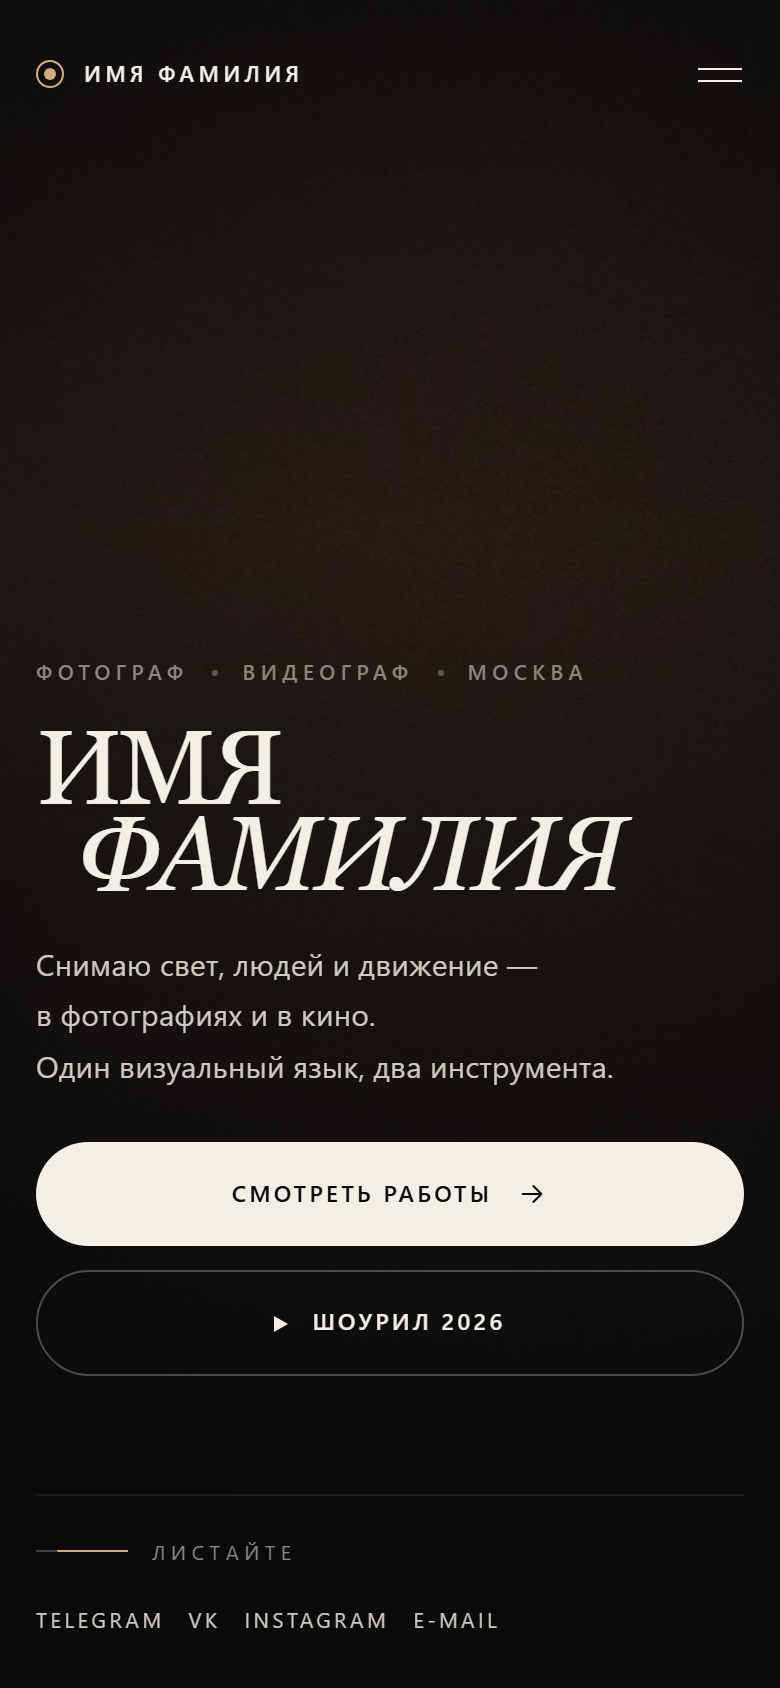 ИМЯ ФАМИЛИЯ
ФОТОГРАФ • ВИДЕОГРАФ • МОСКВА
ИМЯ
ФАМИЛИЯ
Снимаю свет, людей и движение —
в фотографиях и в кино.
Один визуальный язык, два инструмента.
СМОТРЕТЬ РАБОТЫ →
▶ ШОУРИЛ 2026
ЛИСТАЙТЕ
TELEGRAM VK INSTAGRAM E-MAIL